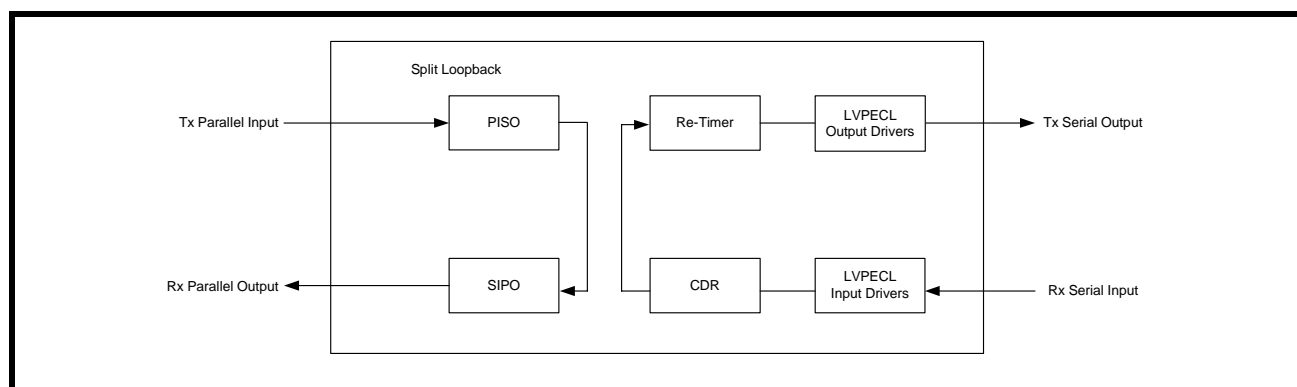 Split Loopback
Tx Parallel Input
PISO
Re-Timer
LVPECL
Output Drivers
Tx Serial Output
Rx Parallel Output
SIPO
CDR
LVPECL
Input Drivers
Rx Serial Input